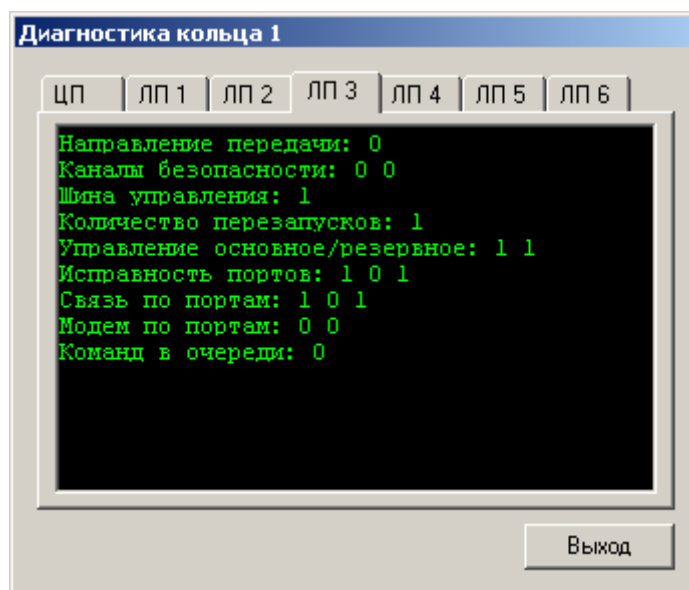 Диагностика кольца 1
ЦП ЛП 1 ЛП 2 ЛП 3 ЛП 4 ЛП 5 ЛП 6
Направление передачи: 0
Каналы безопасности: 0 0
Шина управления: 1
Количество перезапусков: 1
Управление основное/резервное: 1 1
Исправность портов: 1 0 1
Связь по портам: 1 0 1
Модем по портам: 0 0
Команд в очереди: 0
Выход